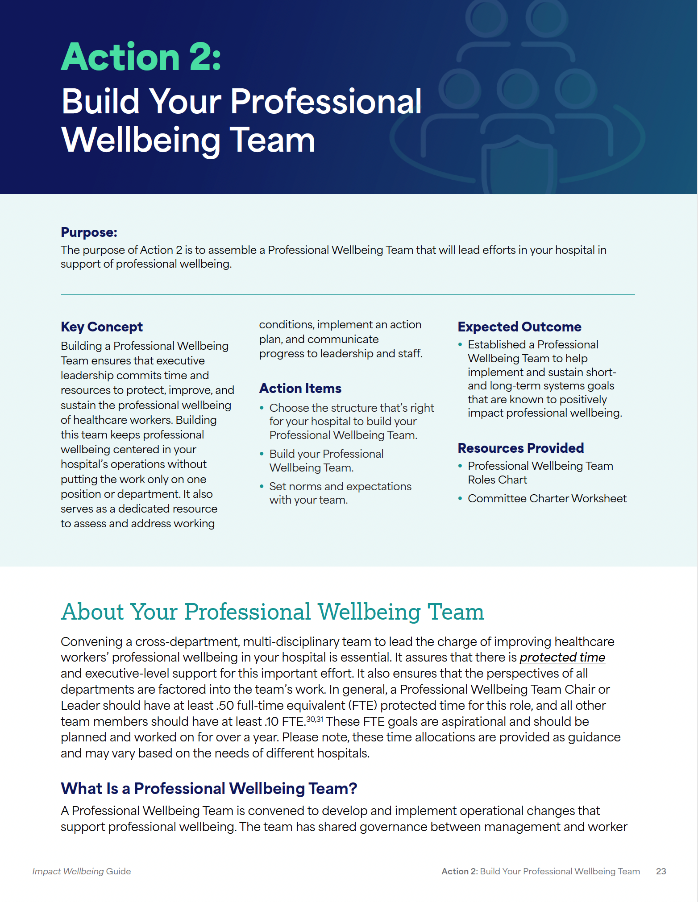 Action 2:
Build Your Professional
Wellbeing Team
Purpose:
The purpose of Action 2 is to assemble a Professional Wellbeing Team that will lead efforts in your hospital in
support of professional wellbeing.
Key Concept
Building a Professional Wellbeing
Team ensures that executive
leadership commits time and
resources to protect, improve, and
sustain the professional wellbeing
of healthcare workers. Building
this team keeps professional
wellbeing centered in your
hospital's operations without
putting the work only on one
position or department. It also
serves as a dedicated resource
to assess and address working
conditions, implement an action
plan, and communicate
progress to leadership and staff.
Action Items
• Choose the structure that's right
for your hospital to build your
Professional Wellbeing Team.
• Build your Professional
Wellbeing Team.
• Set norms and expectations
with your team.
Expected Outcome
• Established a Professional
Wellbeing Team to help
implement and sustain short-
and long-term systems goals
that are known to positively
impact professional wellbeing.
Resources Provided
• Professional Wellbeing Team
Roles Chart
• Committee Charter Worksheet
About Your Professional Wellbeing Team
Convening a cross-department, multi-disciplinary team to lead the charge of improving healthcare
workers' professional wellbeing in your hospital is essential. It assures that there is protected time
and executive-level support for this important effort. It also ensures that the perspectives of all
departments are factored into the team's work. In general, a Professional Wellbeing Team Chair or
Leader should have at least .50 full-time equivalent (FTE) protected time for this role, and all other
team members should have at least .10 FTE.30,31 These FTE goals are aspirational and should be
planned and worked on for over a year. Please note, these time allocations are provided as guidance
and may vary based on the needs of different hospitals.
What Is a Professional Wellbeing Team?
A Professional Wellbeing Team is convened to develop and implement operational changes that
support professional wellbeing. The team has shared governance between management and worker
Impact Wellbeing Guide
Action 2: Build Your Professional Wellbeing Team 23